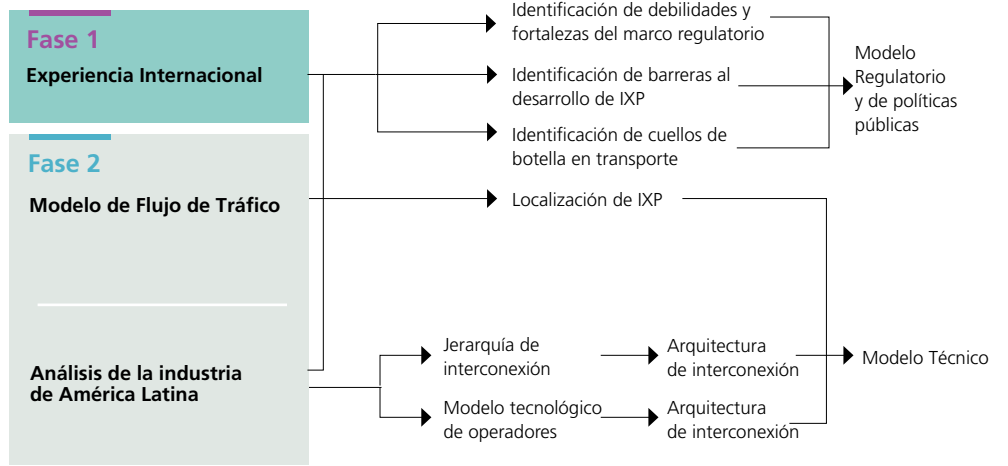 Fase 1
Experiencia Internacional
Identificación de debilidades y
fortalezas del marco regulatorio
Identificación de barreras al
desarrollo de IXP
Identificación de cuellos de
botella en transporte
Modelo
Regulatorio
y de políticas
públicas
Fase 2
Modelo de Flujo de Tráfico
Localización de IXP
Análisis de la industria
de América Latina
Jerarquía de
interconexión
Arquitectura
de interconexión
Modelo tecnológico
de operadores
Arquitectura
de interconexión
Modelo Técnico